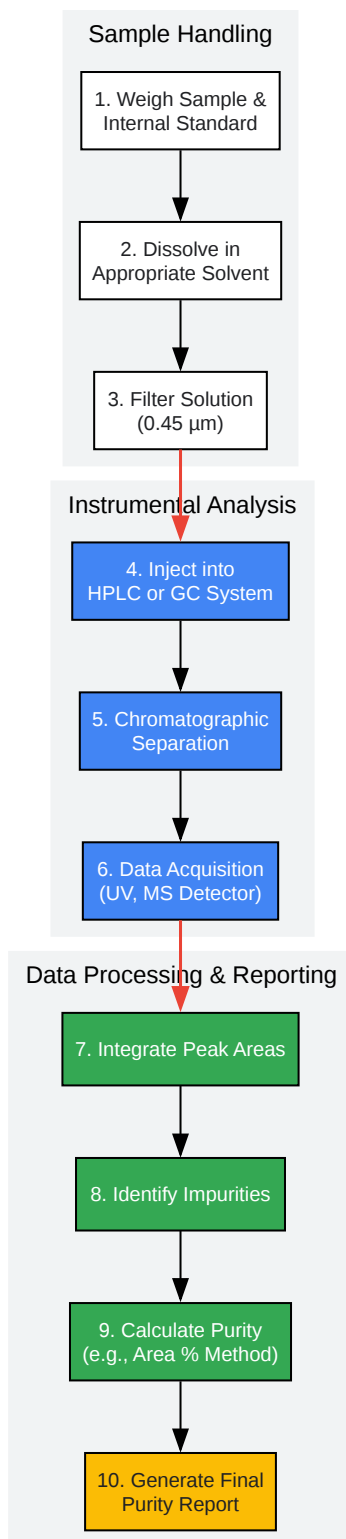 Sample Handling
1. Weigh Sample &
Internal Standard
2. Dissolve in
Appropriate Solvent
3. Filter Solution
(0.45 µm)
Instrumental Analysis
4. Inject into
HPLC or GC System
5. Chromatographic
Separation
6. Data Acquisition
(UV, MS Detector)
Data Processing & Reporting
7. Integrate Peak Areas
8. Identify Impurities
9. Calculate Purity
(e.g., Area % Method)
10. Generate Final
Purity Report